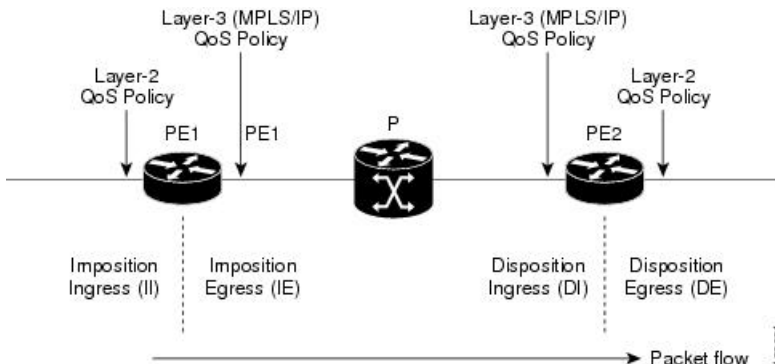 Layer-3 (MPLS/IP)
QoS Policy
Layer-3 (MPLS/IP)
QoS Policy
Layer-2
QoS Policy
Layer-2
QoS Policy
PE1
PE1
P
PE2
Imposition
Ingress (II)
Imposition
Egress (IE)
Disposition
Ingress (DI)
Disposition
Egress (DE)
Packet flow